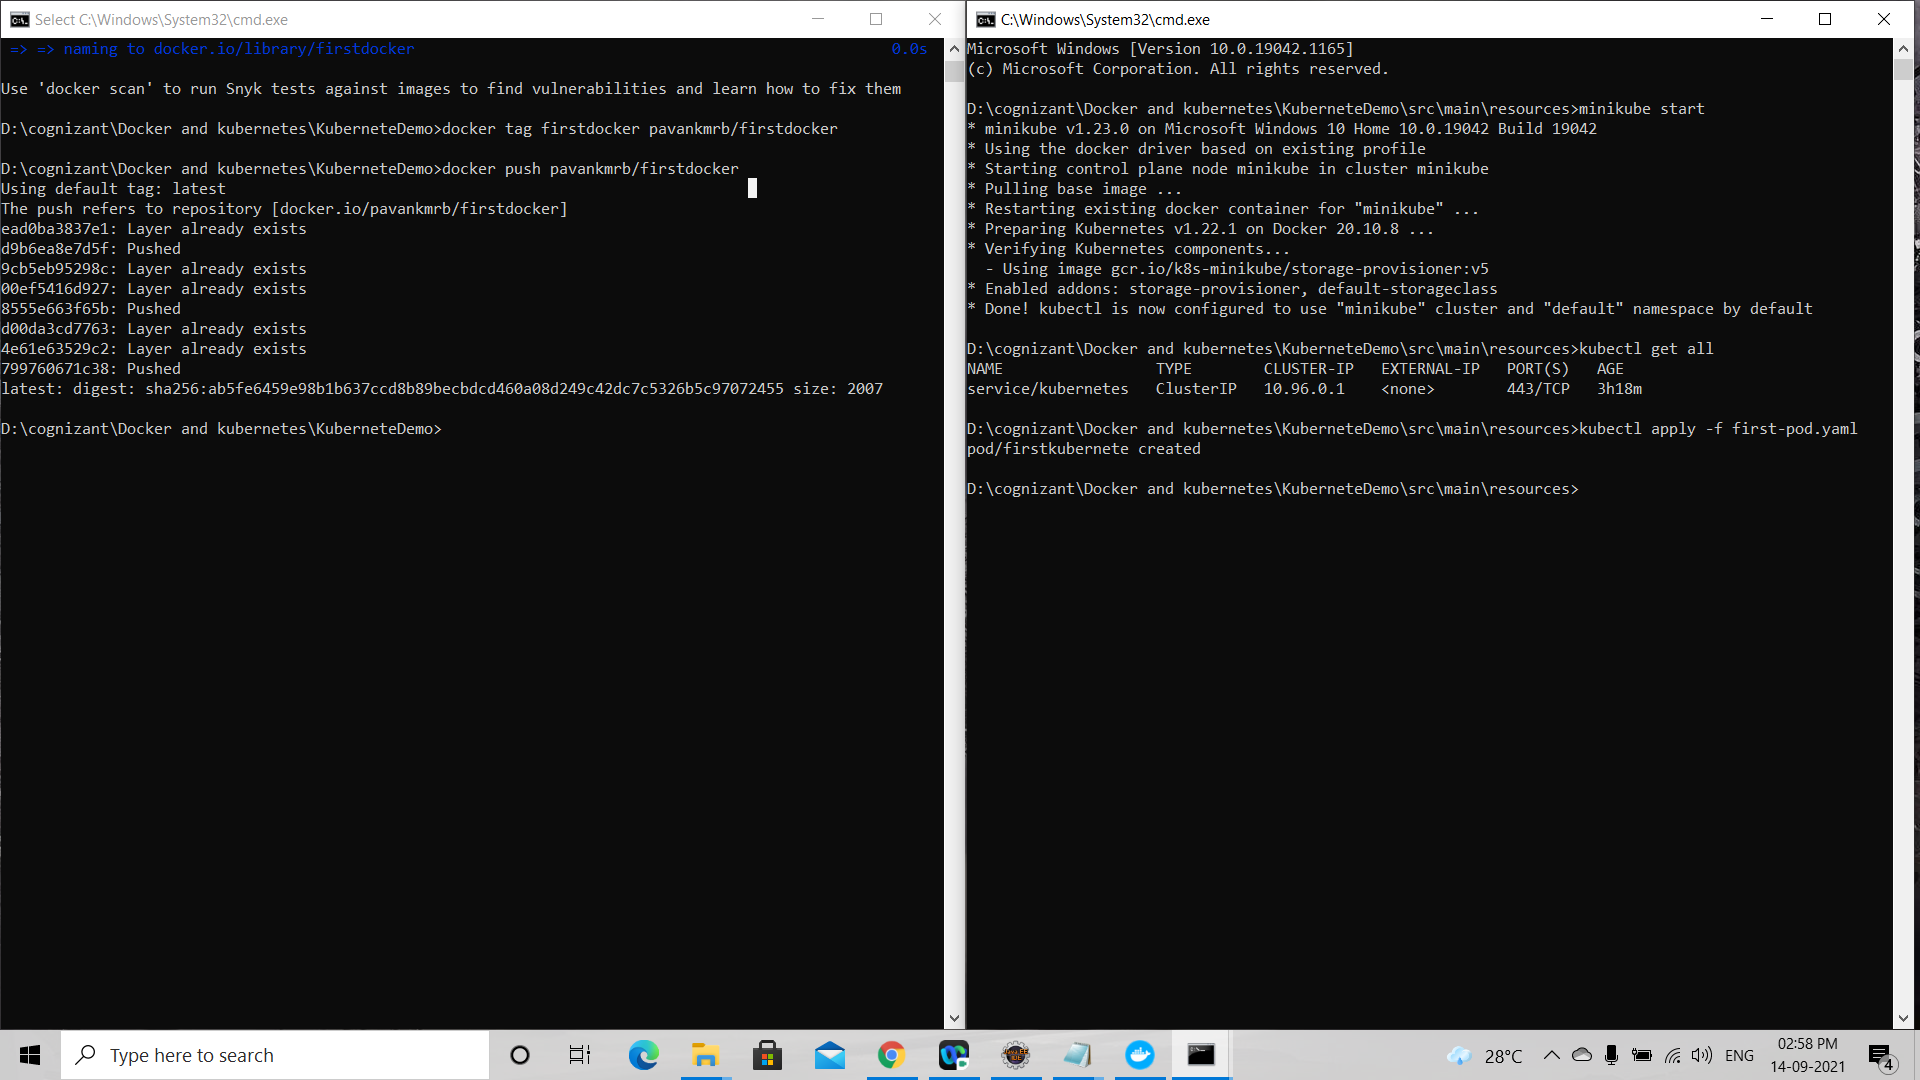 Select C:\Windows\System32\cmd.exe
=> => naming to docker.io/library/firstdocker 0.0s
Use 'docker scan' to run Snyk tests against images to find vulnerabilities and learn how to fix them
D:\cognizant\Docker and kubernetes\KuberneteDemo>docker tag firstdocker pavankmrb/firstdocker
D:\cognizant\Docker and kubernetes\KuberneteDemo>docker push pavankmrb/firstdocker
Using default tag: latest
The push refers to repository [docker.io/pavankmrb/firstdocker]
ead0ba3837e1: Layer already exists
d9b6ea8e7d5f: Pushed
9cb5eb95298c: Layer already exists
00ef5416d927: Layer already exists
8555e663f65b: Pushed
d00da3cd7763: Layer already exists
4e61e63529c2: Layer already exists
799760671c38: Pushed
latest: digest: sha256:ab5fe6459e98b1b637ccd8b89becbdcd460a08d249c42dc7c5326b5c97072455 size: 2007
D:\cognizant\Docker and kubernetes\KuberneteDemo>
C:\Windows\System32\cmd.exe
Microsoft Windows [Version 10.0.19042.1165]
(c) Microsoft Corporation. All rights reserved.
D:\cognizant\Docker and kubernetes\KuberneteDemo\src\main\resources>minikube start
* minikube v1.23.0 on Microsoft Windows 10 Home 10.0.19042 Build 19042
* Using the docker driver based on existing profile
* Starting control plane node minikube in cluster minikube
* Pulling base image ...
* Restarting existing docker container for "minikube" ...
* Preparing Kubernetes v1.22.1 on Docker 20.10.8 ...
* Verifying Kubernetes components...
- Using image gcr.io/k8s-minikube/storage-provisioner:v5
* Enabled addons: storage-provisioner, default-storageclass
* Done! kubectl is now configured to use "minikube" cluster and "default" namespace by default
D:\cognizant\Docker and kubernetes\KuberneteDemo\src\main\resources>kubectl get all
NAME TYPE CLUSTER-IP EXTERNAL-IP PORT(S) AGE
service/kubernetes ClusterIP 10.96.0.1 <none> 443/TCP 3h18m
D:\cognizant\Docker and kubernetes\KuberneteDemo\src\main\resources>kubectl apply -f first-pod.yaml
pod/firstkubernete created
D:\cognizant\Docker and kubernetes\KuberneteDemo\src\main\resources>
Type here to search
28°C
ENG
02:58 PM
14-09-2021
4